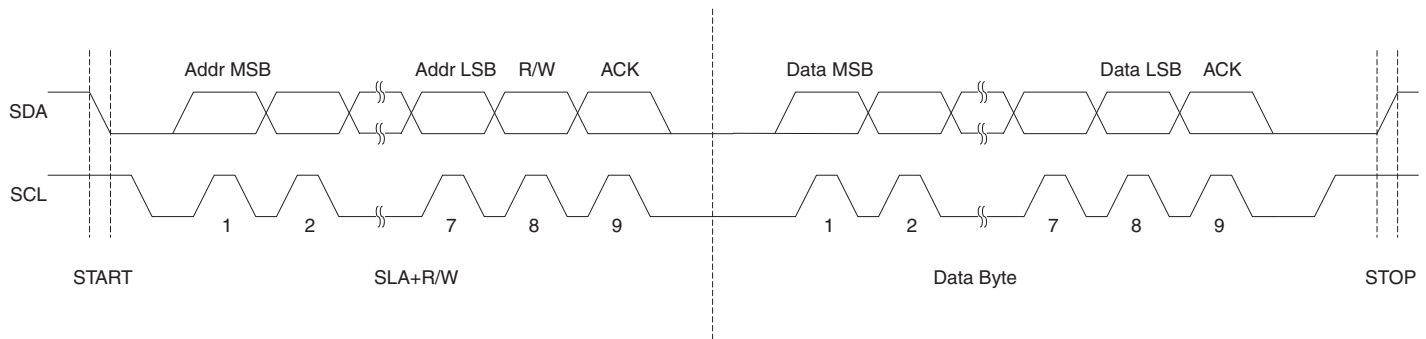 Addr MSB Addr LSB R/W ACK Data MSB Data LSB ACK
SDA
SCL
1 2 7 8 9 1 2 7 8 9
START SLA+R/W Data Byte STOP